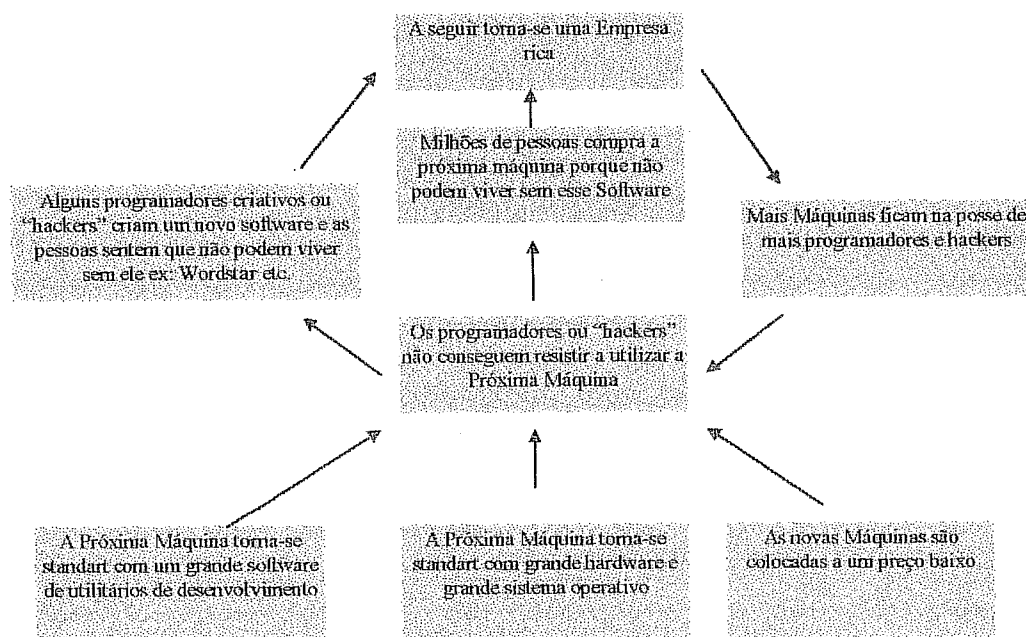 A seguir torna-se uma Empresa
rica
Milhões de pessoas compra a
próxima máquina porque não
podem viver sem esse Software
Alguns programadores criativos ou
“hackers” criam um novo software e as
pessoas sentem que não podem viver
sem ele ex: Wordstar etc.
Mais Máquinas ficam na posse de
mais programadores e hackers
Os programadores ou “hackers”
não conseguem resistir a utilizar a
Próxima Máquina
A Próxima Máquina torna-se
standart com um grande software
de utilitários de desenvolvimento
A Próxima Máquina torna-se
standart com grande hardware e
grande sistema operativo
As novas Máquinas são
colocadas a um preço baixo